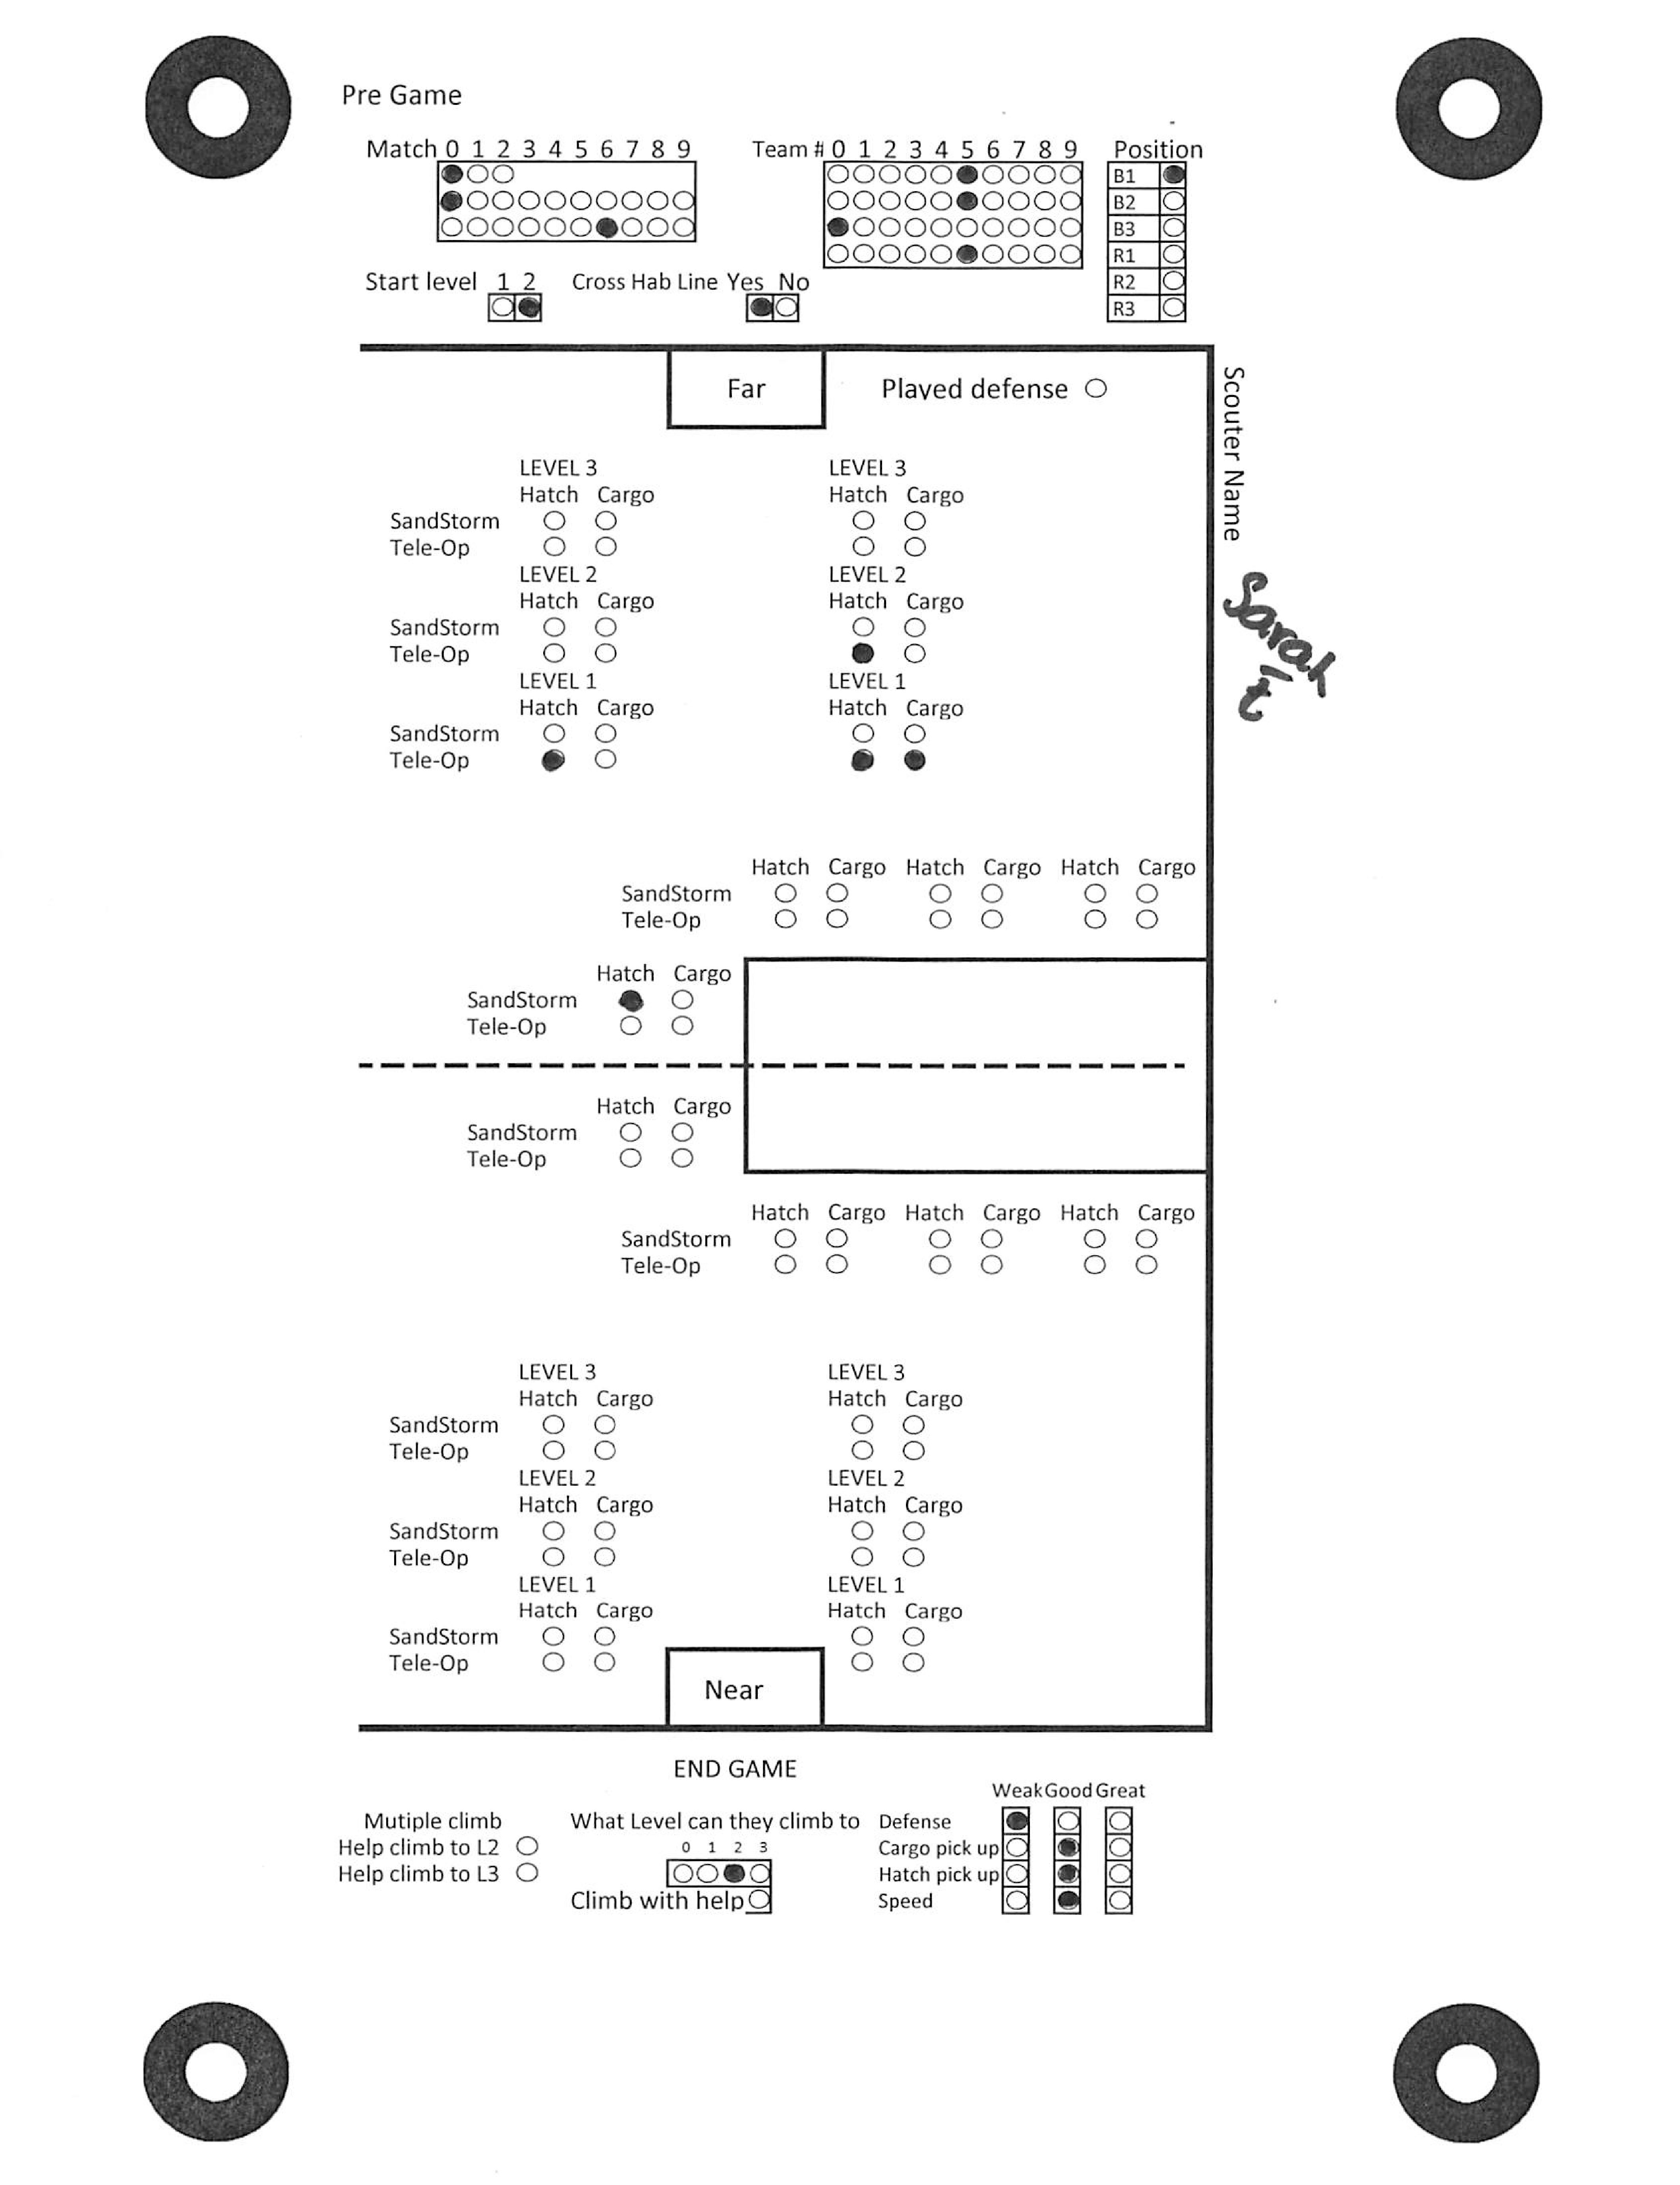 Pre Game
Match 0 1 2 3 4 5 6 7 8 9
Team # 0 1 2 3 4 5 6 7 8 9
Position
B1
B2
B3
R1
R2
R3
Start level 1 2
Cross Hab Line Yes No
Far
Played defense
Scouter Name
Sarah t
LEVEL 3 LEVEL 3
Hatch Cargo Hatch Cargo
SandStorm
Tele-Op
LEVEL 2 LEVEL 2
Hatch Cargo Hatch Cargo
SandStorm
Tele-Op
LEVEL 1 LEVEL 1
Hatch Cargo Hatch Cargo
SandStorm
Tele-Op
Hatch Cargo Hatch Cargo Hatch Cargo
SandStorm
Tele-Op
Hatch Cargo
SandStorm
Tele-Op
Hatch Cargo
SandStorm
Tele-Op
Hatch Cargo Hatch Cargo Hatch Cargo
SandStorm
Tele-Op
LEVEL 3 LEVEL 3
Hatch Cargo Hatch Cargo
SandStorm
Tele-Op
LEVEL 2 LEVEL 2
Hatch Cargo Hatch Cargo
SandStorm
Tele-Op
LEVEL 1 LEVEL 1
Hatch Cargo Hatch Cargo
SandStorm
Tele-Op
Near
END GAME
Mutiple climb
Help climb to L2
Help climb to L3
What Level can they climb to
0 1 2 3
Climb with help
Weak Good Great
Defense
Cargo pick up
Hatch pick up
Speed